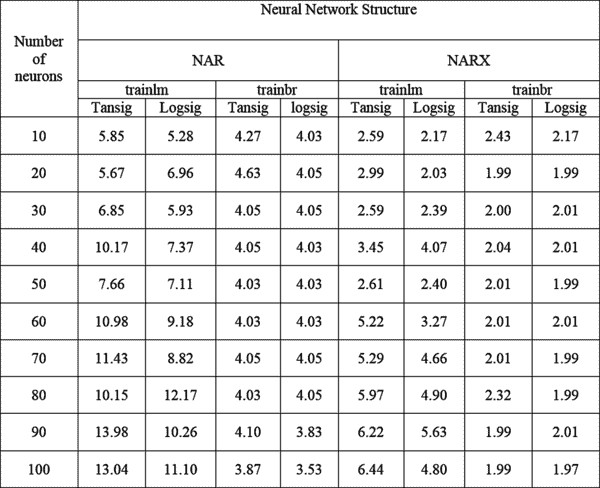 Neural Network Structure
Number
of
neurons
NAR NARX
trainlm trainbr trainlm trainbr
Tansig Logsig Tansig logsig Tansig Logsig Tansig Logsig
10 5.85 5.28 4.27 4.03 2.59 2.17 2.43 2.17
20 5.67 6.96 4.63 4.05 2.99 2.03 1.99 1.99
30 6.85 5.93 4.05 4.05 2.59 2.39 2.00 2.01
40 10.17 7.37 4.05 4.03 3.45 4.07 2.04 2.01
50 7.66 7.11 4.03 4.03 2.61 2.40 2.01 1.99
60 10.98 9.18 4.03 4.03 5.22 3.27 2.01 2.01
70 11.43 8.82 4.05 4.05 5.29 4.66 2.01 1.99
80 10.15 12.17 4.03 4.05 5.97 4.90 2.32 1.99
90 13.98 10.26 4.10 3.83 6.22 5.63 1.99 2.01
100 13.04 11.10 3.87 3.53 6.44 4.80 1.99 1.97